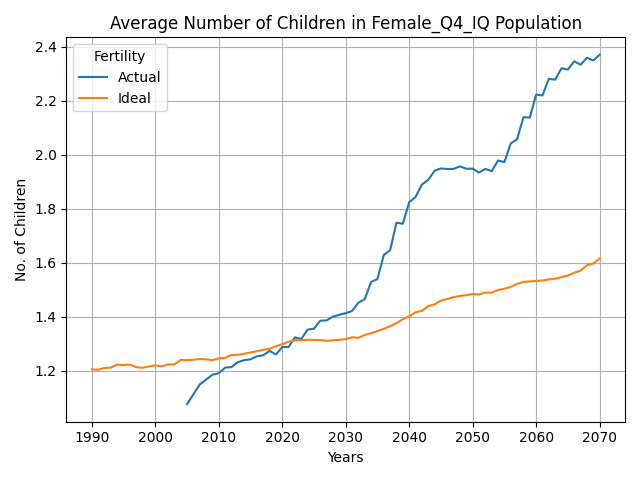 Average Number of Children in Female_Q4_IQ Population
Fertility
Actual
Ideal
2.4
2.2
2.0
1.8
1.6
1.4
1.2
No. of Children
1990 2000 2010 2020 2030 2040 2050 2060 2070
Years